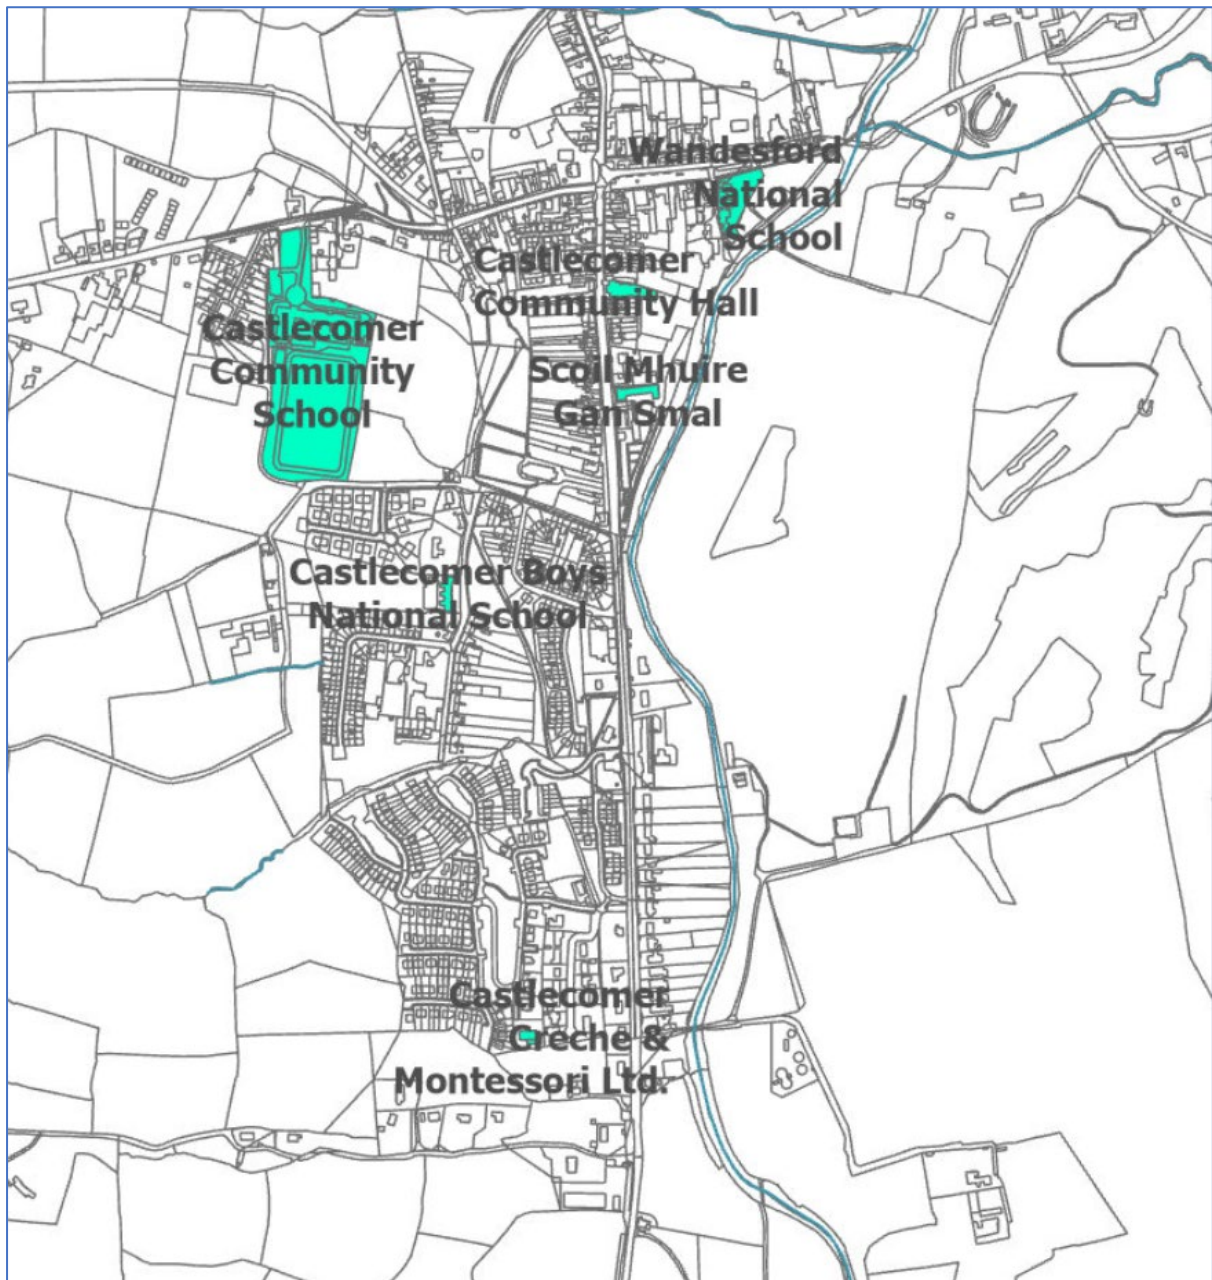 Wandesford
National
School
Castlecomer
Community Hall
Castlecomer
Community
School
Scoil Mhuire
Gan Smal
Castlecomer Boys
National School
Castlecomer
Creche &
Montessori Ltd.